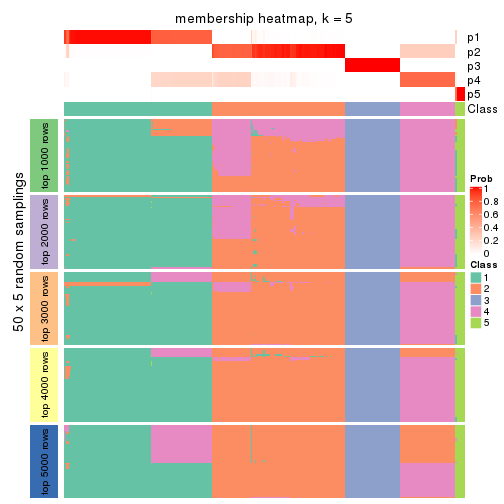 membership heatmap, k = 5
p1
p2
p3
p4
p5
Class
50 x 5 random samplings
top 1000 rows
top 2000 rows
top 3000 rows
top 4000 rows
top 5000 rows
Prob
1
0.8
0.6
0.4
0.2
0
Class
1
2
3
4
5